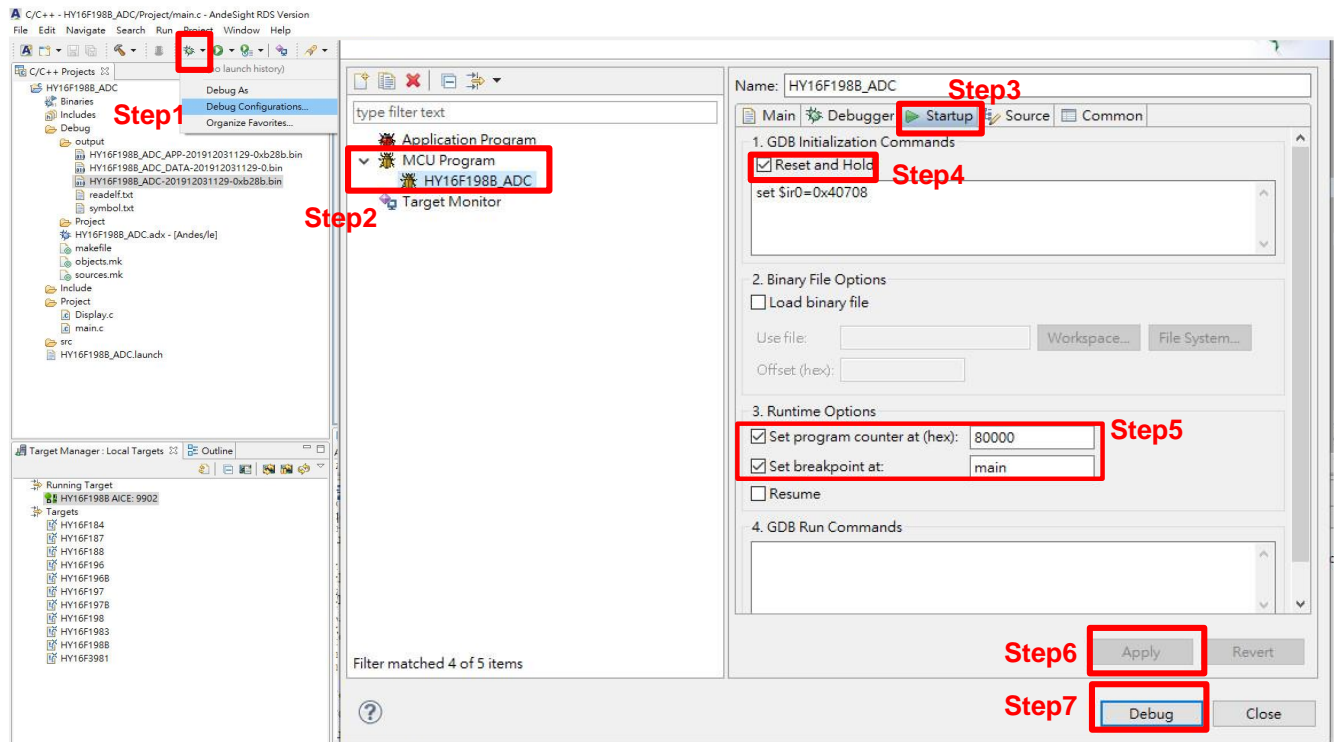 C/C++ - HY16F198B_ADC/Project/main.c - AndeSight RDS Version
File Edit Navigate Search Run Project Window Help
C/C++ Projects
HY16F198B_ADC
Binaries
Includes
Debug
output
HY16F198B_ADC_APP-201912031129-0xb28b.bin
HY16F198B_ADC_DATA-201912031129-0.bin
HY16F198B_ADC-201912031129-0xb28b.bin
readelf.txt
symbol.txt
Project
HY16F198B_ADC.adx - [Andes/le]
makefile
objects.mk
sources.mk
Include
Project
Display.c
main.c
src
HY16F198B_ADC.launch
Step1
launch history)
Debug As
Debug Configurations...
Organize Favorites...
Target Manager : Local Targets
Outline
Running Target
HY16F198B AICE: 9902
Targets
HY16F184
HY16F187
HY16F188
HY16F196
HY16F196B
HY16F197
HY16F197B
HY16F198
HY16F1983
HY16F198B
HY16F3981
type filter text
Application Program
MCU Program
HY16F198B_ADC
Target Monitor
Step2
Filter matched 4 of 5 items
Name: HY16F198B_ADC
Step3
Main Debugger Startup Source Common
1. GDB Initialization Commands
Reset and Hold
Step4
set $ir0=0x40708
2. Binary File Options
Load binary file
Use file: Workspace... File System...
Offset (hex):
3. Runtime Options
Set program counter at (hex): 80000
Step5
Set breakpoint at: main
Resume
4. GDB Run Commands
Step6 Apply Revert
Step7 Debug Close